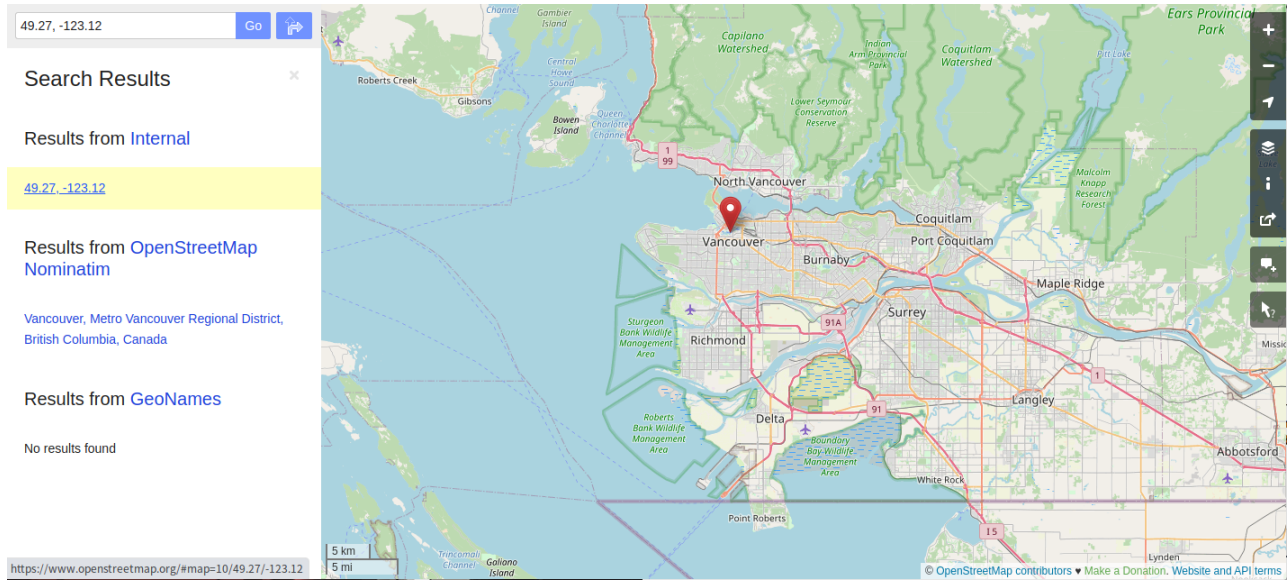 49.27, -123.12
Go
Search Results
×
Results from Internal
49.27, -123.12
Results from OpenStreetMap
Nominatim
Vancouver, Metro Vancouver Regional District,
British Columbia, Canada
Results from GeoNames
No results found
https://www.openstreetmap.org/#map=10/49.27/-123.12
Gambier
Island
Roberts Creek
Gibsons
Central
Howe
Sound
Queen
Charlotte
Channel
Bowen
Island
Capilano
Watershed
Indian
Arm Provincial
Park
Coquitlam
Watershed
Ears Provincial
Park
Pitt Lake
Lower Seymour
Conservation
Reserve
Malcolm
Knapp
Research
Forest
1
99
North Vancouver
Vancouver
Burnaby
Coquitlam
Port Coquitlam
Maple Ridge
Surrey
91A
Richmond
Sturgeon
Bank Wildlife
Management
Area
Roberts
Bank Wildlife
Management
Area
Delta
91
1
Langley
Missic
Abbotsford
Boundary
Bay Wildlife
Management
Area
White Rock
Point Roberts
I 5
Lynden
Trincomali
Channel
Galiano
Island
5 km
5 mi
© OpenStreetMap contributors ♥ Make a Donation. Website and API terms